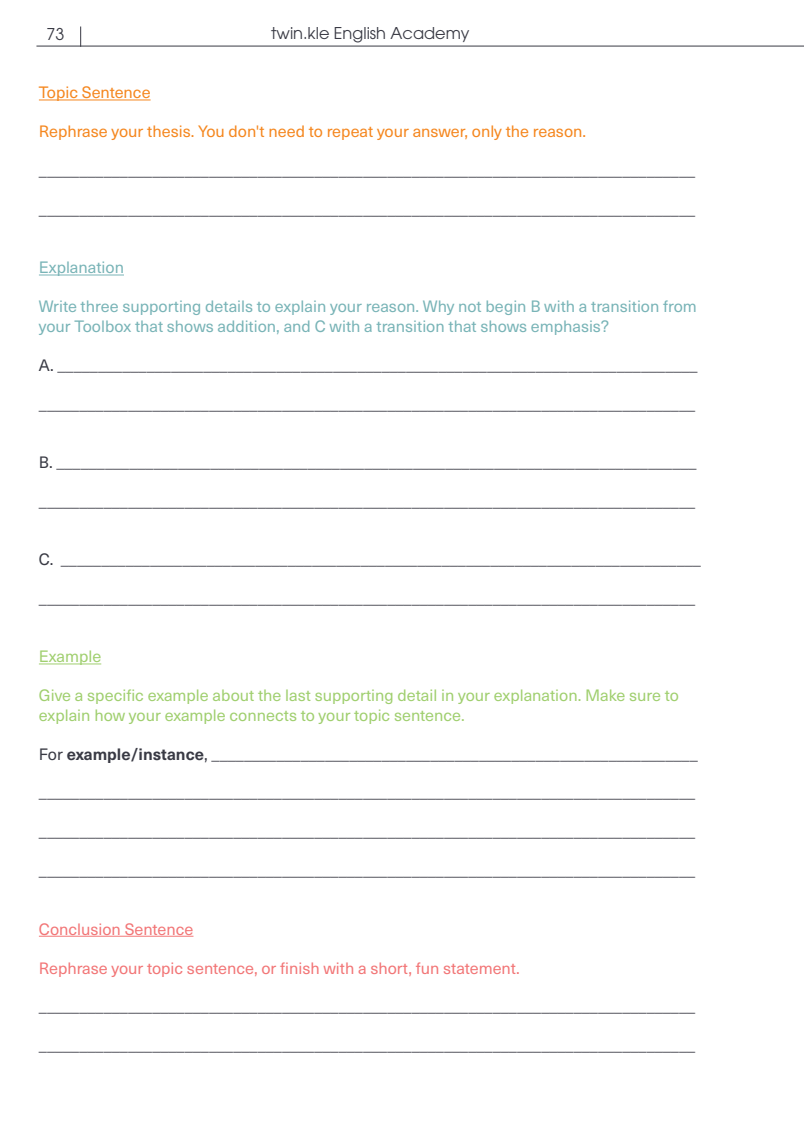 73 twin.kle English Academy
Topic Sentence
Rephrase your thesis. You don't need to repeat your answer, only the reason.
Explanation
Write three supporting details to explain your reason. Why not begin B with a transition from
your Toolbox that shows addition, and C with a transition that shows emphasis?
A.
B.
C.
Example
Give a specific example about the last supporting detail in your explanation. Make sure to
explain how your example connects to your topic sentence.
For example/instance,
Conclusion Sentence
Rephrase your topic sentence, or finish with a short, fun statement.